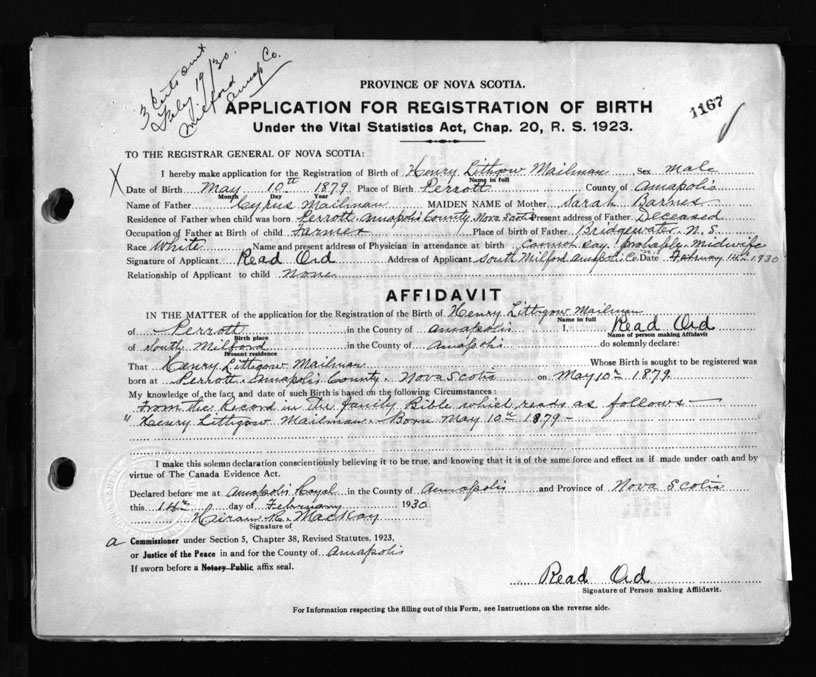 3 Certs Out
July 19/30.
Milford
Annap Co.
PROVINCE OF NOVA SCOTIA.
APPLICATION FOR REGISTRATION OF BIRTH
1167
Under the Vital Statistics Act, Chap. 20, R. S. 1923.
TO THE REGISTRAR GENERAL OF NOVA SCOTIA:
I hereby make application for the Registration of Birth of Henry Lithgow Mailman Sex Male
Name in full
X Date of Birth May 10th 1879 Place of Birth Perrott County of Annapolis
Month Day Year
Name of Father Cyrus Mailman MAIDEN NAME of Mother Sarah Barnes
Residence of Father when child was born Perrott, Annapolis County, Nova Scotia Present address of Father Deceased
Occupation of Father at Birth of child Farmer Place of Birth of Father Bridgewater, N.S.
Race White Name and present address of Physician in attendance at birth Cannot say, probably Midwife
Signature of Applicant Read Ord Address of Applicant South Milford Annapolis Co. Date February 1930
Relationship of Applicant to child None
AFFIDAVIT
IN THE MATTER of the application for the Registration of the Birth of Henry Littsgow Mailman
Name in full
of Perrott in the County of Annapolis I, Read Ord
Birth place Name of person making Affidavit
of South Milford in the County of Annapolis do solemnly declare:
Present residence
That Henry Littsgow Mailman Whose Birth is sought to be registered was
born at Perrott, Annapolis County, Nova Scotia on May 10th 1879
My knowledge of the fact and date of such Birth is based on the following Circumstances:
From the Record in the family Bible which reads as follows—
"Henry Littsgow Mailman. Born May 10th 1879—
I make this solemn declaration conscientiously believing it to be true, and knowing that it is of the same force and effect as if made under oath and by
virtue of The Canada Evidence Act.
Declared before me at Annapolis Royal in the County of Annapolis and Province of Nova Scotia
this day of February 1930
Hiram MacKay
Signature of
a Commissioner under Section 5, Chapter 38, Revised Statutes, 1923,
or Justice of the Peace in and for the County of Annapolis
If sworn before a Notary Public affix seal.
Read Ord
Signature of Person making Affidavit.
For Information respecting the filling out of this Form, see Instructions on the reverse side.